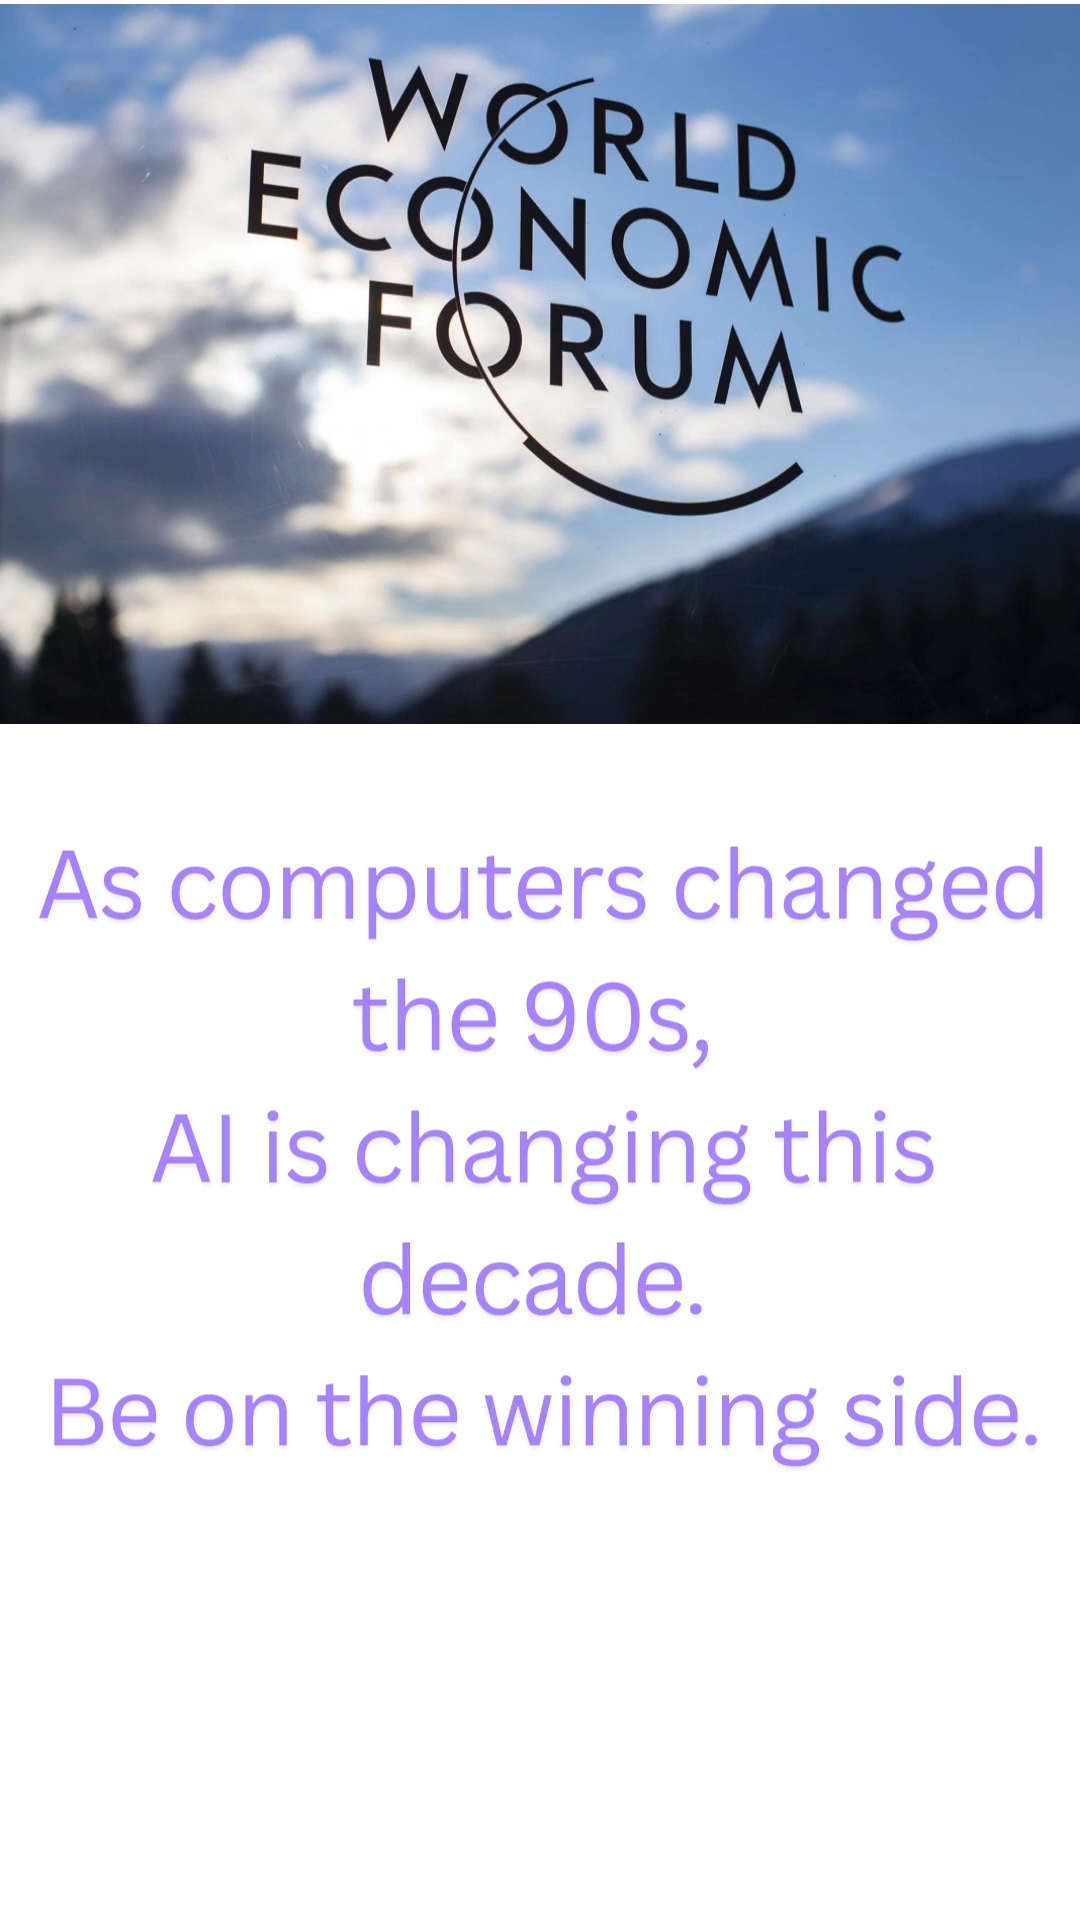 WORLD
ECONOMIC
FORUM
As computers changed
the 90s,
AI is changing this
decade.
Be on the winning side.